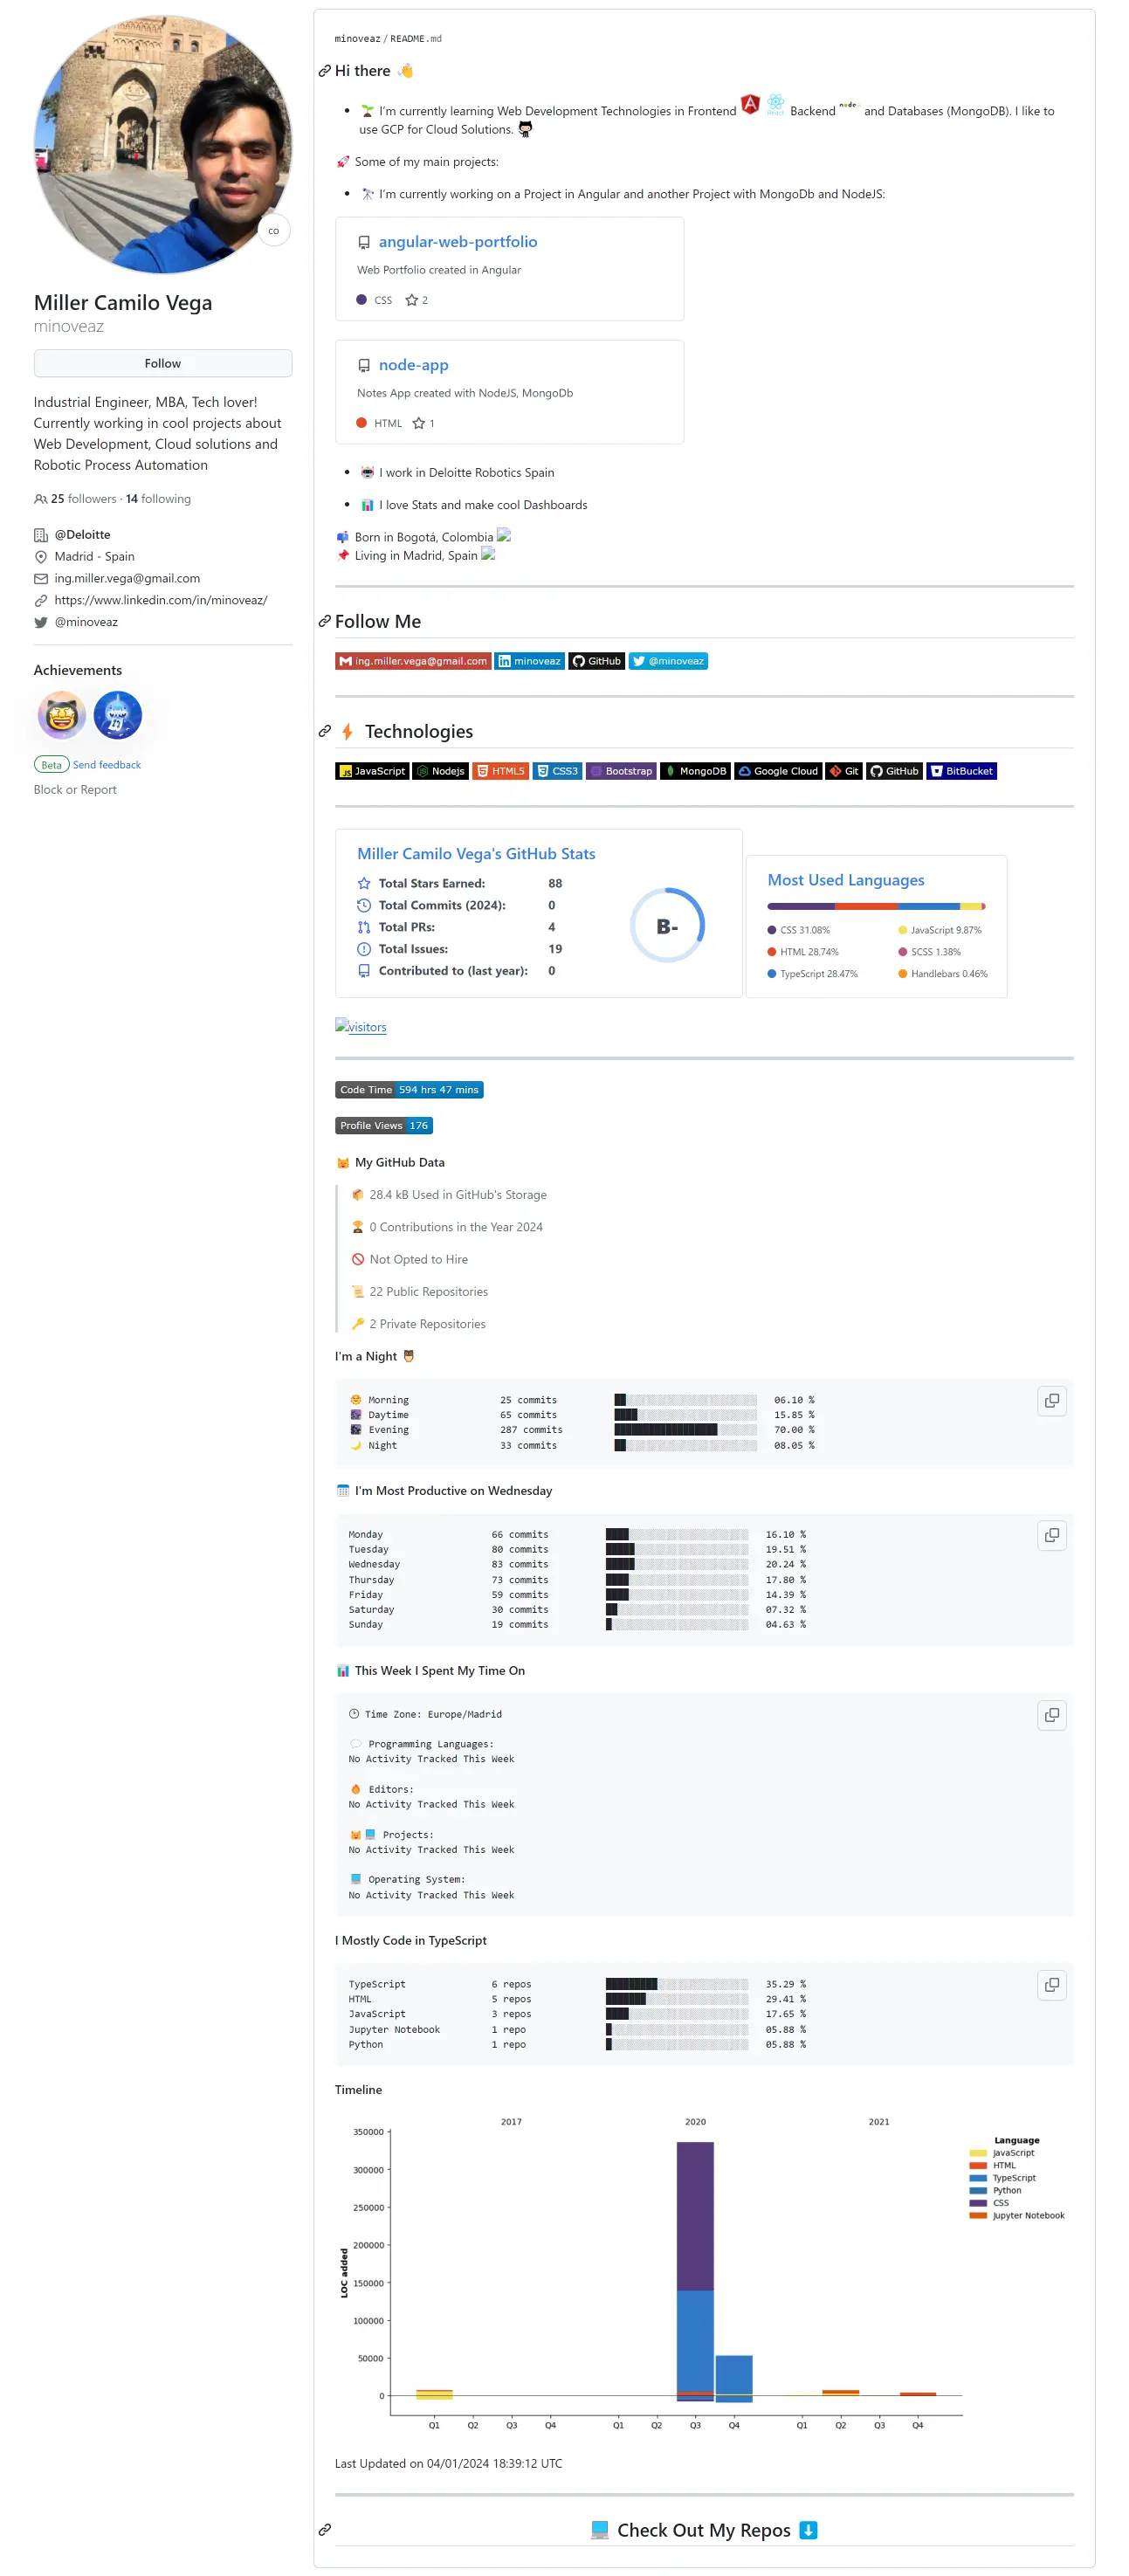 co
Miller Camilo Vega
minoveaz
Follow
Industrial Engineer, MBA, Tech lover!
Currently working in cool projects about
Web Development, Cloud solutions and
Robotic Process Automation
25 followers · 14 following
@Deloitte
Madrid - Spain
ing.miller.vega@gmail.com
https://www.linkedin.com/in/minoveaz/
@minoveaz
Achievements
Beta Send feedback
Block or Report
minoveaz / README.md
Hi there 👋
🌱 I'm currently learning Web Development Technologies in Frontend React Backend node and Databases (MongoDB). I like to
use GCP for Cloud Solutions.
🚀 Some of my main projects:
🔭 I'm currently working on a Project in Angular and another Project with MongoDb and NodeJS:
angular-web-portfolio
Web Portfolio created in Angular
CSS 2
node-app
Notes App created with NodeJS, MongoDb
HTML 1
🤖 I work in Deloitte Robotics Spain
📊 I love Stats and make cool Dashboards
📫 Born in Bogotá, Colombia
📌 Living in Madrid, Spain
Follow Me
ing.miller.vega@gmail.com minoveaz GitHub @minoveaz
⚡ Technologies
JavaScript Nodejs HTML5 CSS3 Bootstrap MongoDB Google Cloud Git GitHub BitBucket
Miller Camilo Vega's GitHub Stats
Total Stars Earned: 88
Total Commits (2024): 0
Total PRs: 4
Total Issues: 19
Contributed to (last year): 0
B-
Most Used Languages
CSS 31.08% JavaScript 9.87%
HTML 28.74% SCSS 1.38%
TypeScript 28.47% Handlebars 0.46%
visitors
Code Time 594 hrs 47 mins
Profile Views 176
🐱 My GitHub Data
📦 28.4 kB Used in GitHub's Storage
🏆 0 Contributions in the Year 2024
🚫 Not Opted to Hire
📜 22 Public Repositories
🔑 2 Private Repositories
I'm a Night 🦉
🌞 Morning 25 commits 06.10 %
🌆 Daytime 65 commits 15.85 %
🌃 Evening 287 commits 70.00 %
🌙 Night 33 commits 08.05 %
📅 I'm Most Productive on Wednesday
Monday 66 commits 16.10 %
Tuesday 80 commits 19.51 %
Wednesday 83 commits 20.24 %
Thursday 73 commits 17.80 %
Friday 59 commits 14.39 %
Saturday 30 commits 07.32 %
Sunday 19 commits 04.63 %
📊 This Week I Spent My Time On
🕑︎ Time Zone: Europe/Madrid
💬 Programming Languages:
No Activity Tracked This Week
🔥 Editors:
No Activity Tracked This Week
🐱‍💻 Projects:
No Activity Tracked This Week
💻 Operating System:
No Activity Tracked This Week
I Mostly Code in TypeScript
TypeScript 6 repos 35.29 %
HTML 5 repos 29.41 %
JavaScript 3 repos 17.65 %
Jupyter Notebook 1 repo 05.88 %
Python 1 repo 05.88 %
Timeline
2017 2020 2021
LOC added
350000
300000
250000
200000
150000
100000
50000
0
Q1 Q2 Q3 Q4 Q1 Q2 Q3 Q4 Q1 Q2 Q3 Q4
Language
JavaScript
HTML
TypeScript
Python
CSS
Jupyter Notebook
Last Updated on 04/01/2024 18:39:12 UTC
💻 Check Out My Repos ⬇️